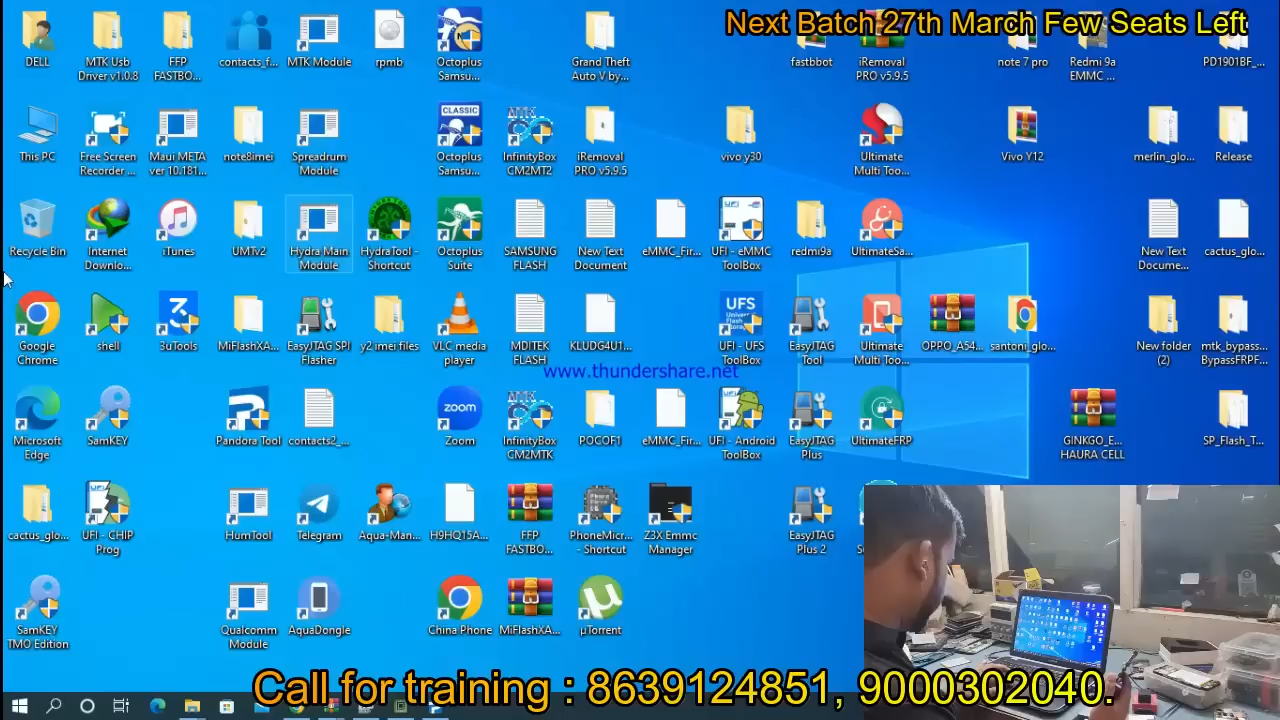 Next Batch 27th March Few Seats Left
DELL
MTK Usb
Driver v1.0.8
FFP
FASTBO...
contacts_f...
MTK Module
rpmb
Octoplus
Samsu...
Grand Theft
Auto V by...
fastbbot
iRemoval
PRO v5.9.5
note 7 pro
Redmi 9a
EMMC ...
PD1901BF_...
This PC
Free Screen
Recorder ...
Maui META
ver 10.181...
note8imei
Spreadrum
Module
CLASSIC
Octoplus
Samsu...
InfinityBox
CM2MT2
iRemoval
PRO v5.9.5
vivo y30
Ultimate
Multi Too...
Vivo Y12
merlin_glo...
Release
Recycle Bin
Internet
Downlo...
iTunes
UMTv2
Hydra Main
Module
HydraTool -
Shortcut
Octoplus
Suite
SAMSUNG
FLASH
New Text
Document
eMMC_Fir...
UFI - eMMC
ToolBox
redmi9a
UltimateSa...
New Text
Docume...
cactus_glo...
Google
Chrome
shell
3uTools
MiFlashXA...
EasyJTAG SPI
Flasher
y2 imei files
VLC media
player
MDITEK
FLASH
KLUDG4U1...
UFS
UFI - UFS
ToolBox
EasyJTAG
Tool
Ultimate
Multi Too...
OPPO_A54...
santoni_glo...
New folder
(2)
mtk_bypass...
BypassFRPF...
www.thundershare.net
Microsoft
Edge
SamKEY
Pandora Tool
contacts2_...
zoom
Zoom
InfinityBox
CM2MTK
POCOF1
eMMC_Fir...
UFI - Android
ToolBox
EasyJTAG
Plus
UltimateFRP
GINKGO_E...
HAURA CELL
SP_Flash_T...
cactus_glo...
UFI - CHIP
Prog
HumTool
Telegram
Aqua-Man...
H9HQ15A...
FFP
FASTBO...
PhoneMicr...
- Shortcut
Z3X Emmc
Manager
EasyJTAG
Plus 2
SamKEY
TMO Edition
Qualcomm
Module
AquaDongle
China Phone
MiFlashXA...
µTorrent
Call for training : 8639124851, 9000302040.